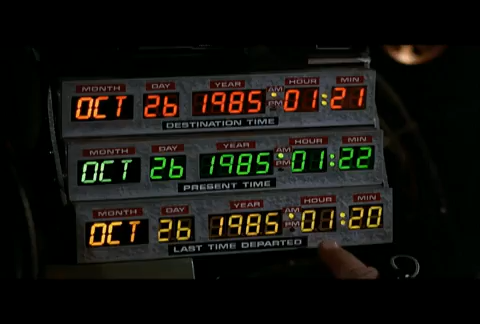 MONTH DAY YEAR HOUR MIN
OCT 26 1985 AM PM 01:21
DESTINATION TIME
MONTH DAY YEAR HOUR MIN
OCT 26 1985 AM PM 01:22
PRESENT TIME
MONTH DAY YEAR HOUR MIN
OCT 26 1985 AM PM 01:20
LAST TIME DEPARTED